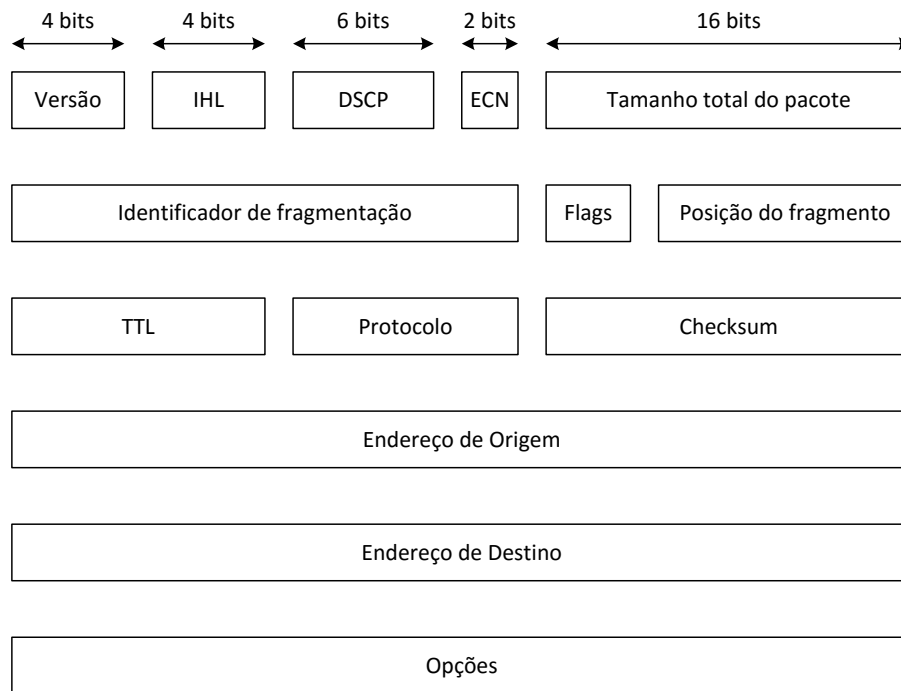 4 bits 4 bits 6 bits 2 bits 16 bits
Versão IHL DSCP ECN Tamanho total do pacote
Identificador de fragmentação Flags Posição do fragmento
TTL Protocolo Checksum
Endereço de Origem
Endereço de Destino
Opções